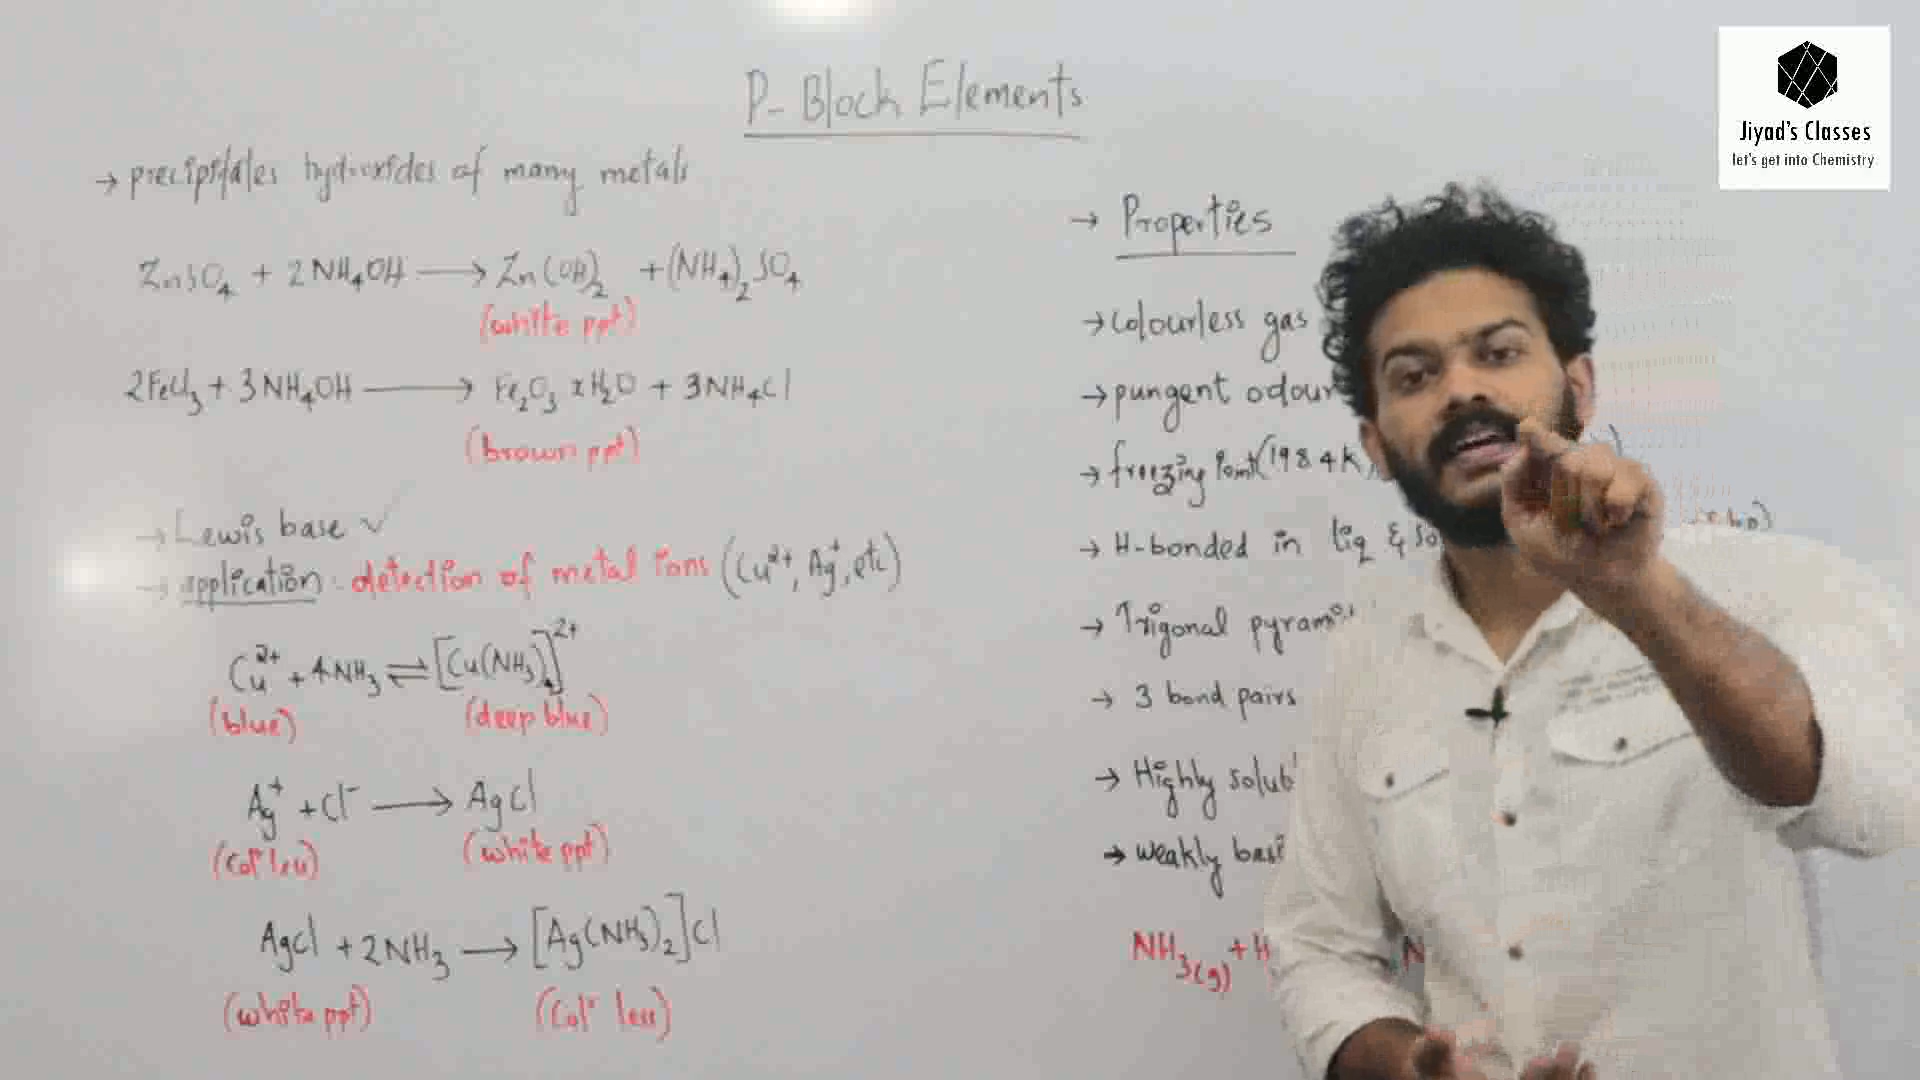 P-Block Elements
Jiyad's Classes
let's get into Chemistry
→ precipitates hydroxides of many metals
ZnSO₄ + 2NH₄OH ⟶ Zn(OH)₂ + (NH₄)₂SO₄
(white ppt)
2FeCl₃ + 3NH₄OH ⟶ Fe₂O₃ xH₂O + 3NH₄Cl
(brown ppt)
→ Lewis base ✓
→ application : detection of metal ions (Cu²⁺, Ag⁺, etc)
Cu²⁺ + 4NH₃ ⇌ [Cu(NH₃)₄]²⁺
(blue) (deep blue)
Ag⁺ + Cl⁻ ⟶ AgCl
(Colʳ less) (white ppt)
AgCl + 2NH₃ ⟶ [Ag(NH₃)₂]Cl
(white ppt) (Colʳ less)
→ Properties
→ Colourless gas
→ pungent odour
→ freezing Point (198.4K)
→ H-bonded in liq & so
→ Trigonal pyrami
→ 3 bond pairs
→ Highly solub
→ weakly basi
NH₃(g) + H N